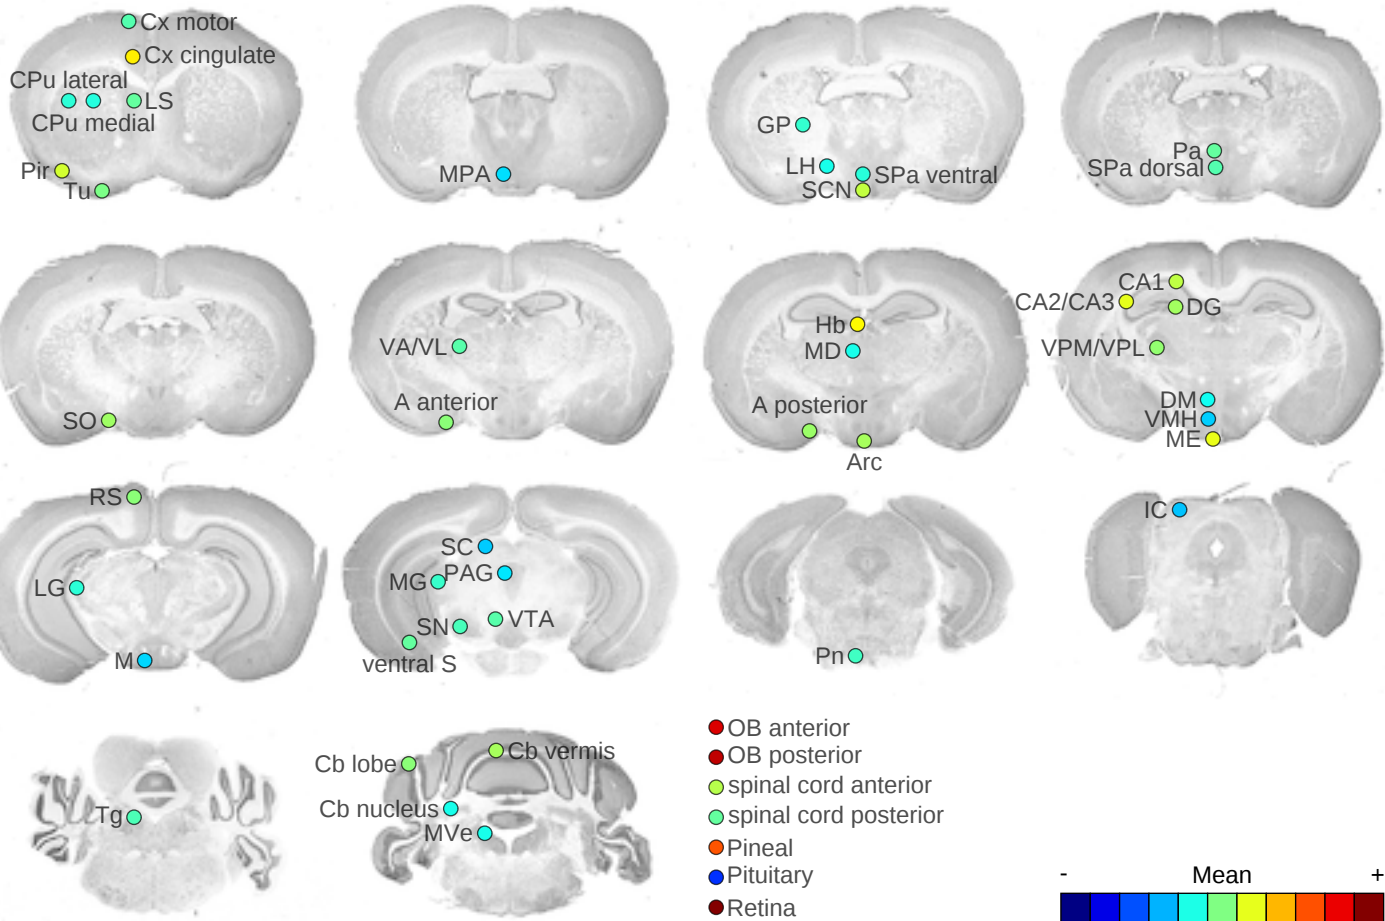 Cx motor
Cx cingulate
CPu lateral
LS
CPu medial
Pir
Tu
MPA
GP
LH
SPa ventral
SCN
Pa
SPa dorsal
SO
VA/VL
A anterior
Hb
MD
A posterior
Arc
CA1
CA2/CA3
DG
VPM/VPL
DM
VMH
ME
RS
LG
M
SC
MG
PAG
SN
VTA
ventral S
Pn
IC
Tg
Cb lobe
Cb vermis
Cb nucleus
MVe
OB anterior
OB posterior
spinal cord anterior
spinal cord posterior
Pineal
Pituitary
Retina
- Mean +